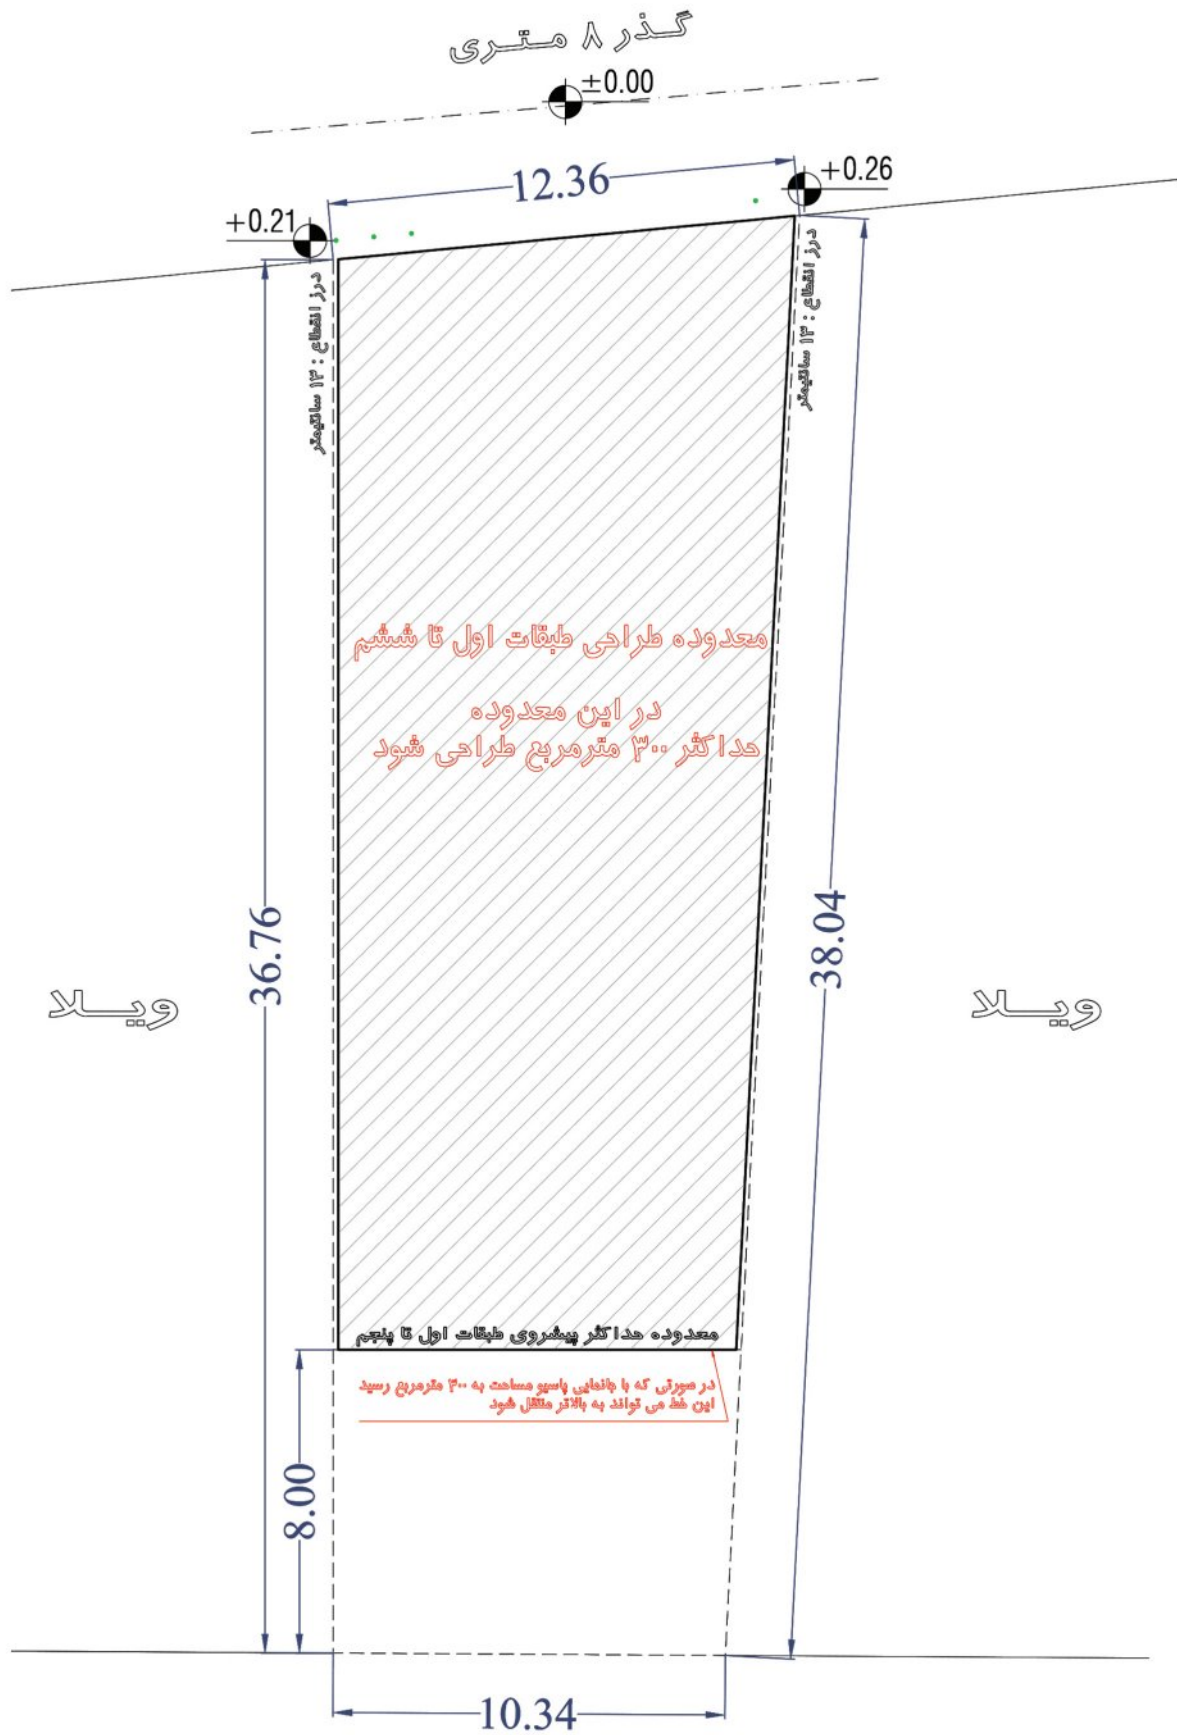 گـذر ۸ مـتـری
±0.00
12.36
+0.26
+0.21
درز انقطاع : ۱۳ سانتیمتر
درز انقطاع : ۱۳ سانتیمتر
محدوده طراحی طبقات اول تا ششم
در این محدوده
حداکثر ۳۰۰ مترمربع طراحی شود
36.76
38.04
ویــلا
ویــلا
محدوده حداکثر پیشروی طبقات اول تا پنجم
در صورتی که با جانمایی پاسیو مساحت به ۳۰۰ مترمربع رسید
این خط می تواند به بالاتر منتقل شود
8.00
10.34